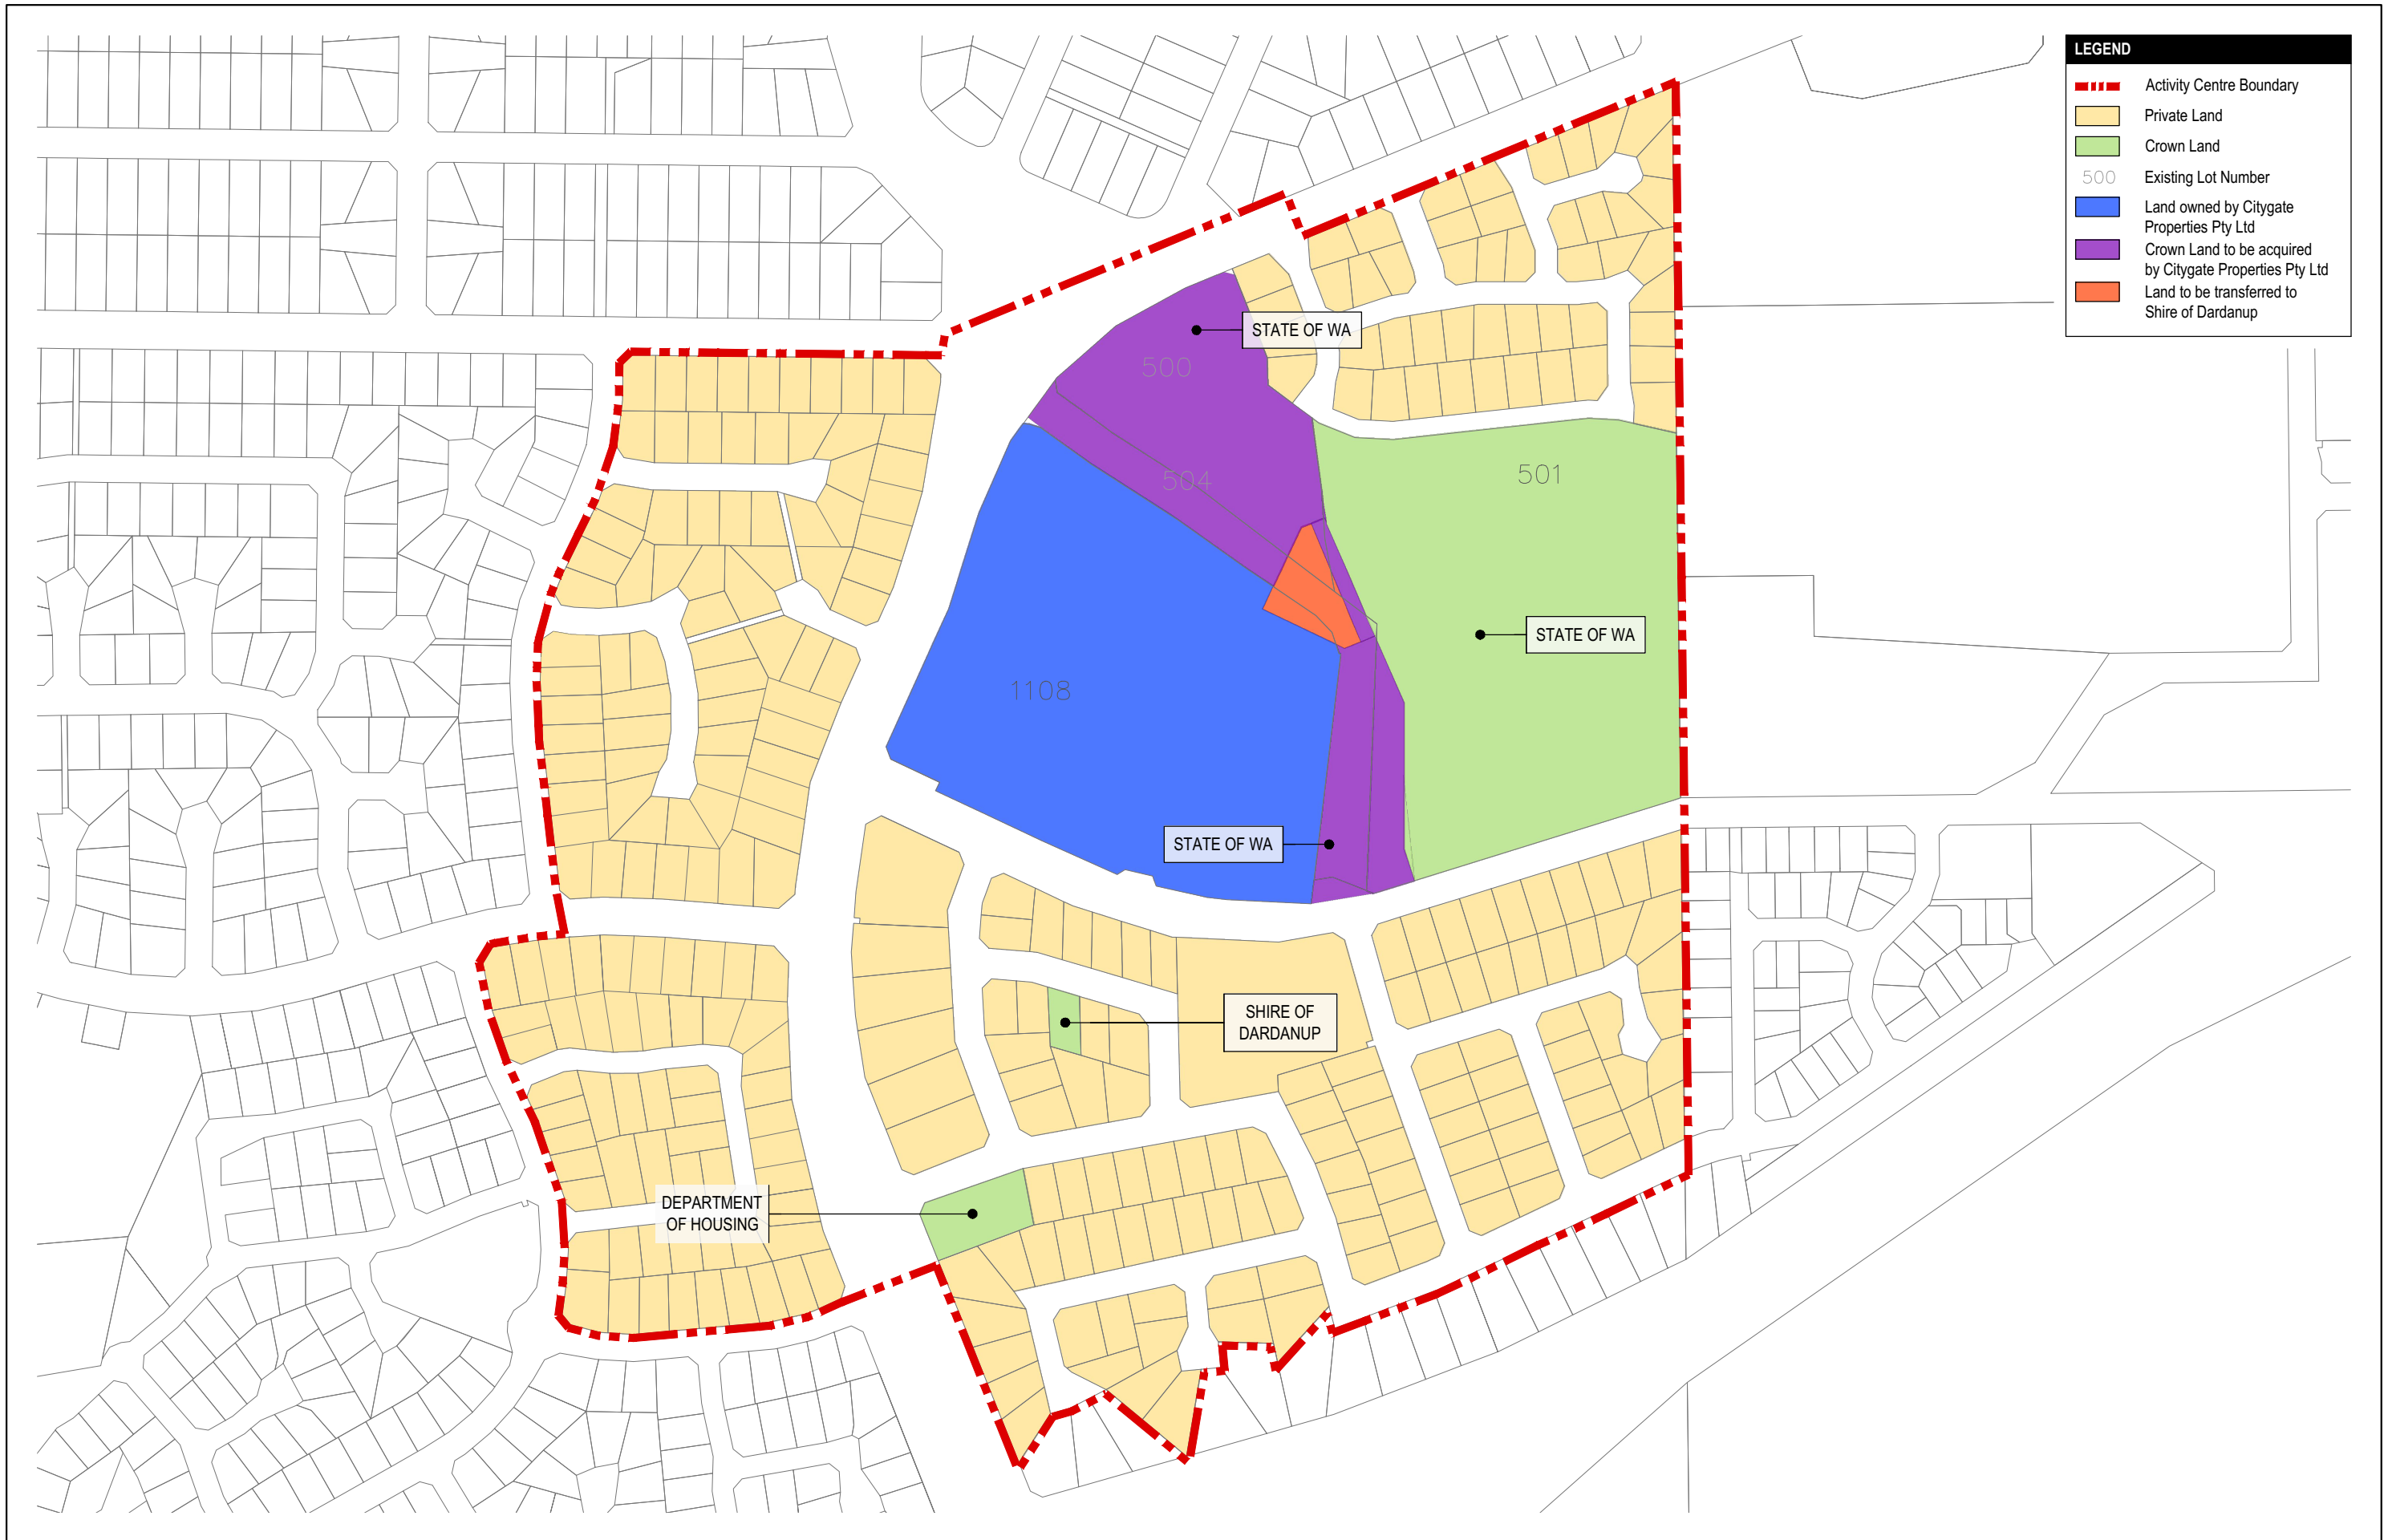 LEGEND
Activity Centre Boundary
Private Land
Crown Land
500 Existing Lot Number
Land owned by Citygate
Properties Pty Ltd
Crown Land to be acquired
by Citygate Properties Pty Ltd
Land to be transferred to
Shire of Dardanup
STATE OF WA
500
504
501
STATE OF WA
1108
STATE OF WA
SHIRE OF
DARDANUP
DEPARTMENT
OF HOUSING